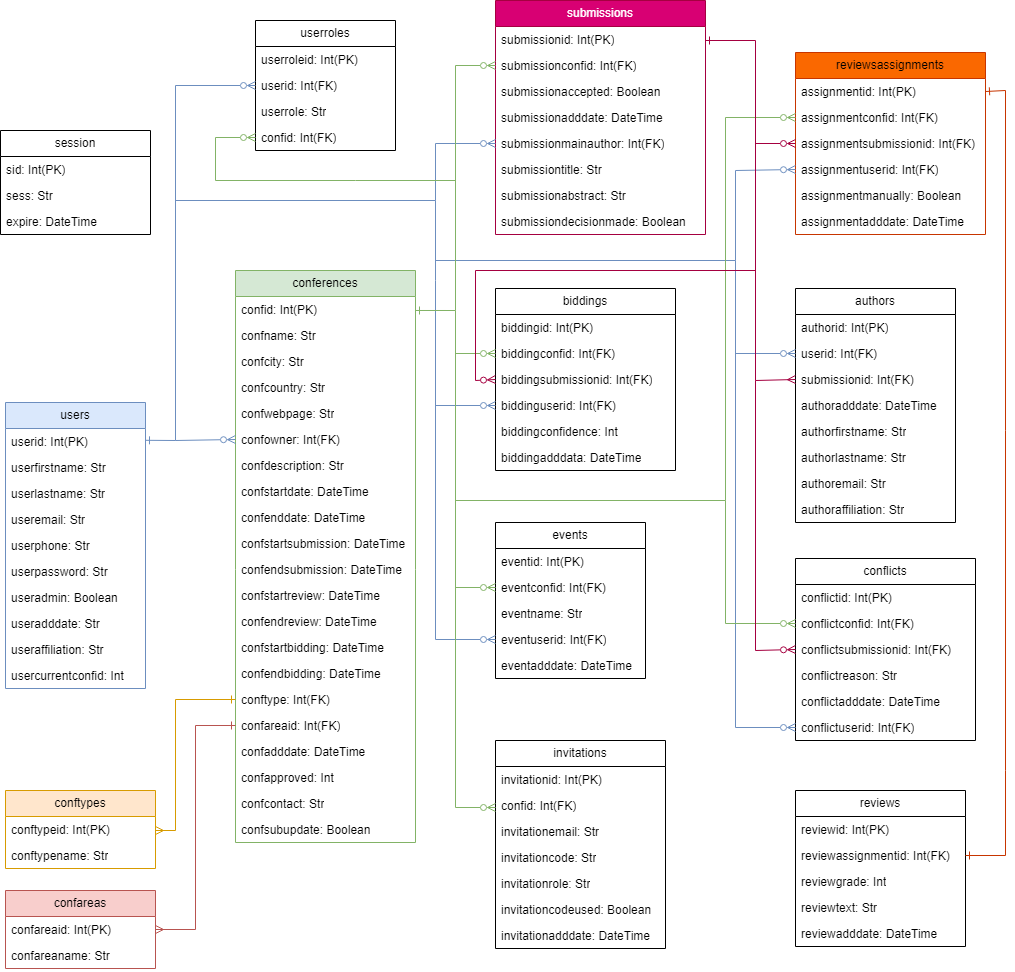 userroles
userroleid: Int(PK)
userid: Int(FK)
userrole: Str
confid: Int(FK)
submissions
submissionid: Int(PK)
submissionconfid: Int(FK)
submissionaccepted: Boolean
submissionadddate: DateTime
submissionmainauthor: Int(FK)
submissiontitle: Str
submissionabstract: Str
submissiondecisionmade: Boolean
reviewsassignments
assignmentid: Int(PK)
assignmentconfid: Int(FK)
assignmentsubmissionid: Int(FK)
assignmentuserid: Int(FK)
assignmentmanually: Boolean
assignmentadddate: DateTime
session
sid: Int(PK)
sess: Str
expire: DateTime
conferences
confid: Int(PK)
confname: Str
confcity: Str
confcountry: Str
confwebpage: Str
confowner: Int(FK)
confdescription: Str
confstartdate: DateTime
confenddate: DateTime
confstartsubmission: DateTime
confendsubmission: DateTime
confstartreview: DateTime
confendreview: DateTime
confstartbidding: DateTime
confendbidding: DateTime
conftype: Int(FK)
confareaid: Int(FK)
confadddate: DateTime
confapproved: Int
confcontact: Str
confsubupdate: Boolean
biddings
biddingid: Int(PK)
biddingconfid: Int(FK)
biddingsubmissionid: Int(FK)
biddinguserid: Int(FK)
biddingconfidence: Int
biddingadddata: DateTime
authors
authorid: Int(PK)
userid: Int(FK)
submissionid: Int(FK)
authoradddate: DateTime
authorfirstname: Str
authorlastname: Str
authoremail: Str
authoraffiliation: Str
users
userid: Int(PK)
userfirstname: Str
userlastname: Str
useremail: Str
userphone: Str
userpassword: Str
useradmin: Boolean
useradddate: Str
useraffiliation: Str
usercurrentconfid: Int
events
eventid: Int(PK)
eventconfid: Int(FK)
eventname: Str
eventuserid: Int(FK)
eventadddate: DateTime
conflicts
conflictid: Int(PK)
conflictconfid: Int(FK)
conflictsubmissionid: Int(FK)
conflictreason: Str
conflictadddate: DateTime
conflictuserid: Int(FK)
invitations
invitationid: Int(PK)
confid: Int(FK)
invitationemail: Str
invitationcode: Str
invitationrole: Str
invitationcodeused: Boolean
invitationadddate: DateTime
conftypes
conftypeid: Int(PK)
conftypename: Str
reviews
reviewid: Int(PK)
reviewassignmentid: Int(FK)
reviewgrade: Int
reviewtext: Str
reviewadddate: DateTime
confareas
confareaid: Int(PK)
confareaname: Str